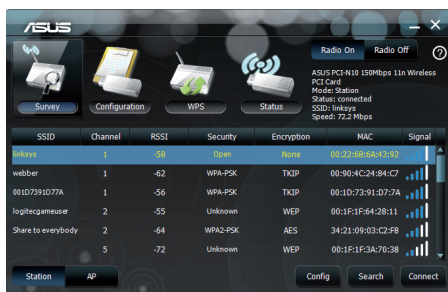 ASUS
Radio On Radio Off
ASUS PCI-N10 150Mbps 11n Wireless
PCI Card
Mode: Station
Status: connected
SSID: linksys
Speed: 72.2 Mbps
Survey Configuration WPS Status
SSID Channel RSSI Security Encryption MAC Signal
linksys 1 -58 Open None 00:22:6B:6A:43:92
webber 1 -62 WPA-PSK TKIP 00:90:4C:24:84:C7
001D7391D77A 1 -56 WPA-PSK TKIP 00:1D:73:91:D7:7A
logitecgameuser 2 -55 Unknown WEP 00:1F:1F:64:28:11
Share to everybody 2 -64 WPA2-PSK AES 34:21:09:03:C2:F8
5 -72 Unknown WEP 00:1F:1F:3A:70:38
Station AP Config Search Connect